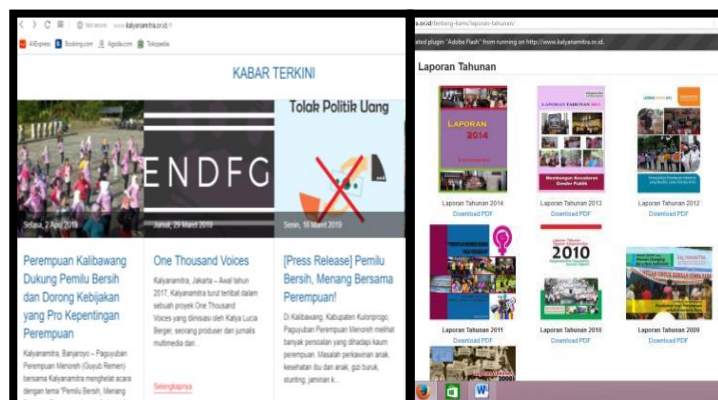 Not secure www.kalyanamitra.or.id
AliExpress Booking.com Agoda.com Tokopedia
KABAR TERKINI
ENDFG
Tolak Politik Uang
Selasa, 2 April 2019
Jumat, 29 Maret 2019
Senin, 18 Maret 2019
Perempuan Kalibawang
Dukung Pemilu Bersih
dan Dorong Kebijakan
yang Pro Kepentingan
Perempuan
Kalyanamitra, Banjaroyo – Paguyuban
Perempuan Menoreh (Guyub Remen)
bersama Kalyanamitra menghelat acara
dengan tema "Pemilu Bersih, Menang
One Thousand Voices
Kalyanamitra, Jakarta – Awal tahun
2017, Kalyanamitra turut terlibat dalam
sebuah proyek One Thousand
Voices yang diinisiasi oleh Katya Lucia
Berger, seorang produser dan jurnalis
multimedia dari...
Selengkapnya
[Press Release] Pemilu
Bersih, Menang Bersama
Perempuan!
Di Kalibawang, Kabupaten Kulonprogo,
Paguyuban Perempuan Menoreh melihat
banyak persoalan yang dihadapi kaum
perempuan. Masalah perkawinan anak,
kesehatan ibu dan anak, gizi buruk,
stunting, jaminan k...
a.or.id/tentang-kami/laporan-tahunan/
ated plugin "Adobe Flash" from running on http://www.kalyanamitra.or.id.
Laporan Tahunan
LAPORAN
2014
LAPORAN TAHUNAN 2013
Membangun Kesadaran
Gender Publik
Laporan Tahunan 2014
Download PDF
Laporan Tahunan 2013
Download PDF
Laporan Tahunan 2012
Download PDF
2010
Laporan Tahunan 2011
Download PDF
Laporan Tahunan 2010
Download PDF
Laporan Tahunan 2009
Download PDF